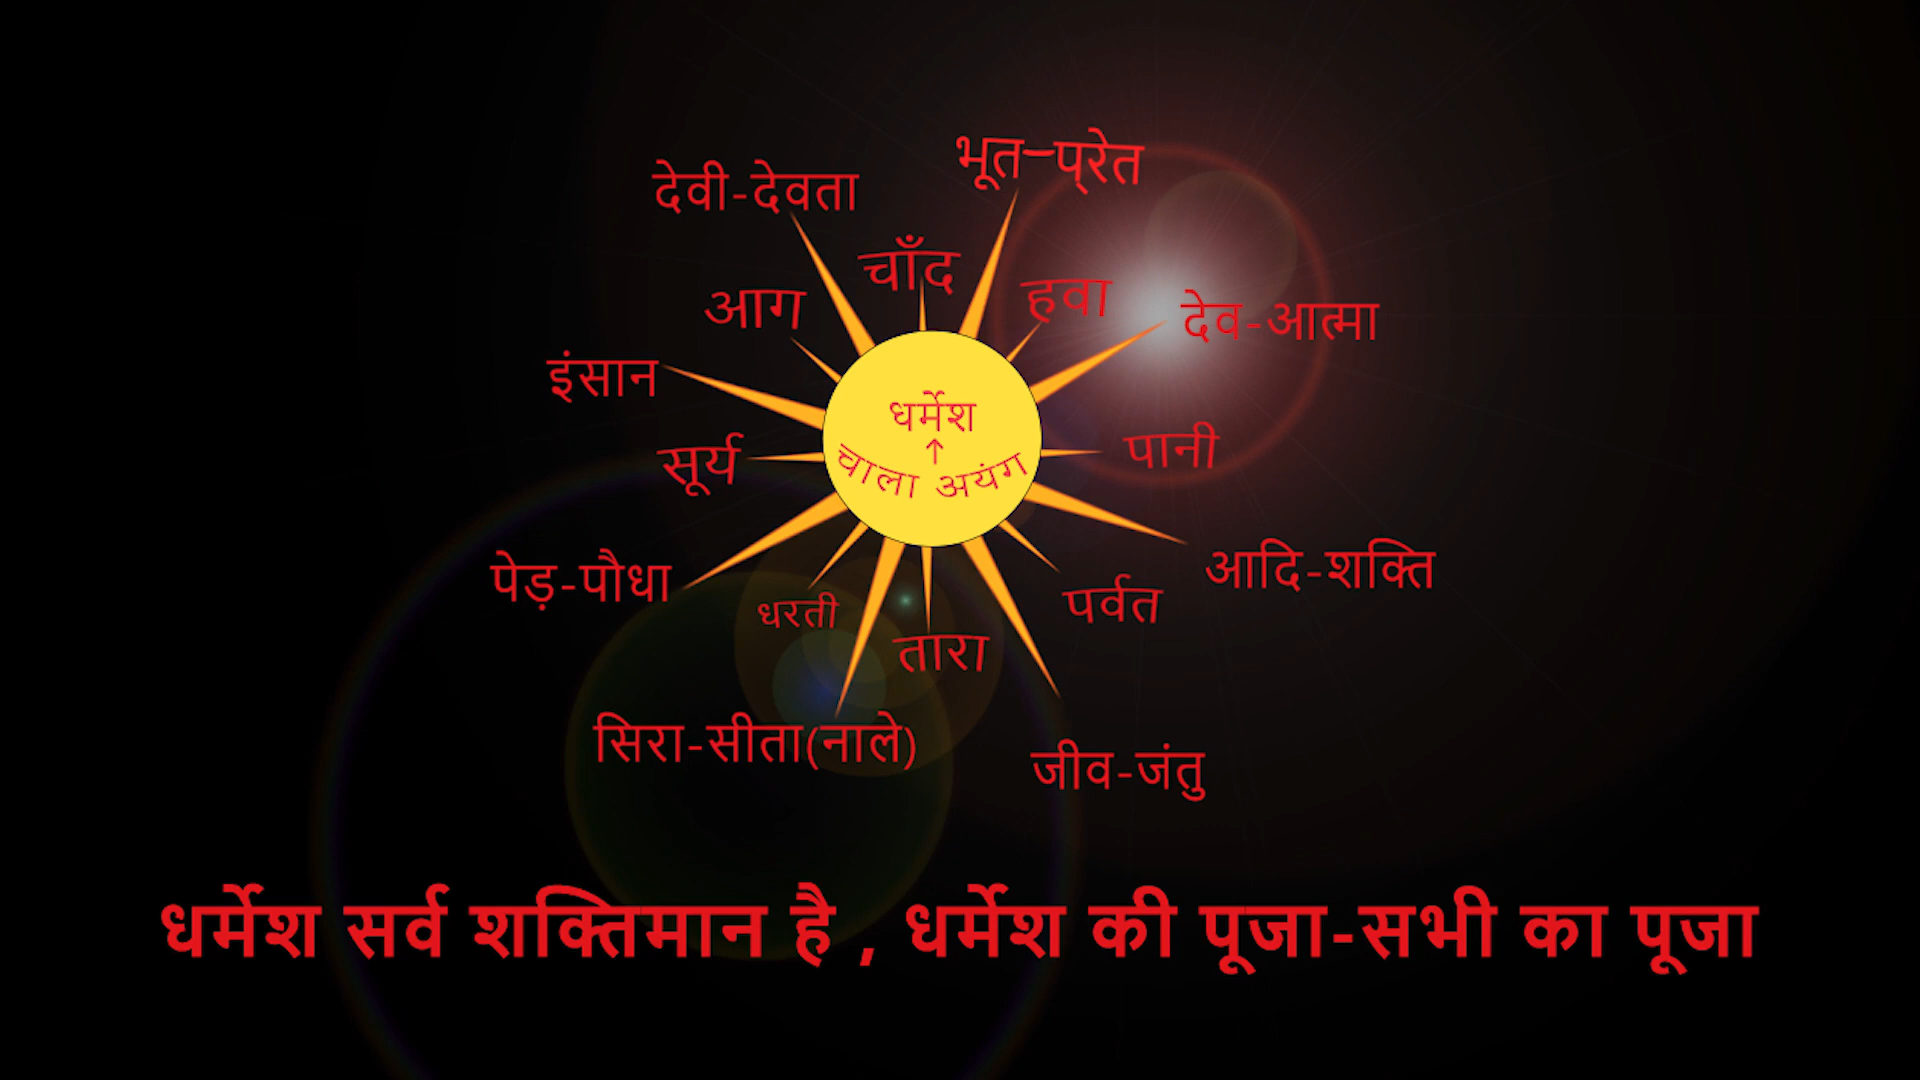 भूत-प्रेत
देवी-देवता
चाँद
हवा
आग
देव-आत्मा
इंसान
धर्मेश
↑
चाला अयंग
सूर्य
पानी
पेड़-पौधा
आदि-शक्ति
धरती
पर्वत
तारा
सिरा-सीता(नाले)
जीव-जंतु
धर्मेश सर्व शक्तिमान है , धर्मेश की पूजा-सभी का पूजा